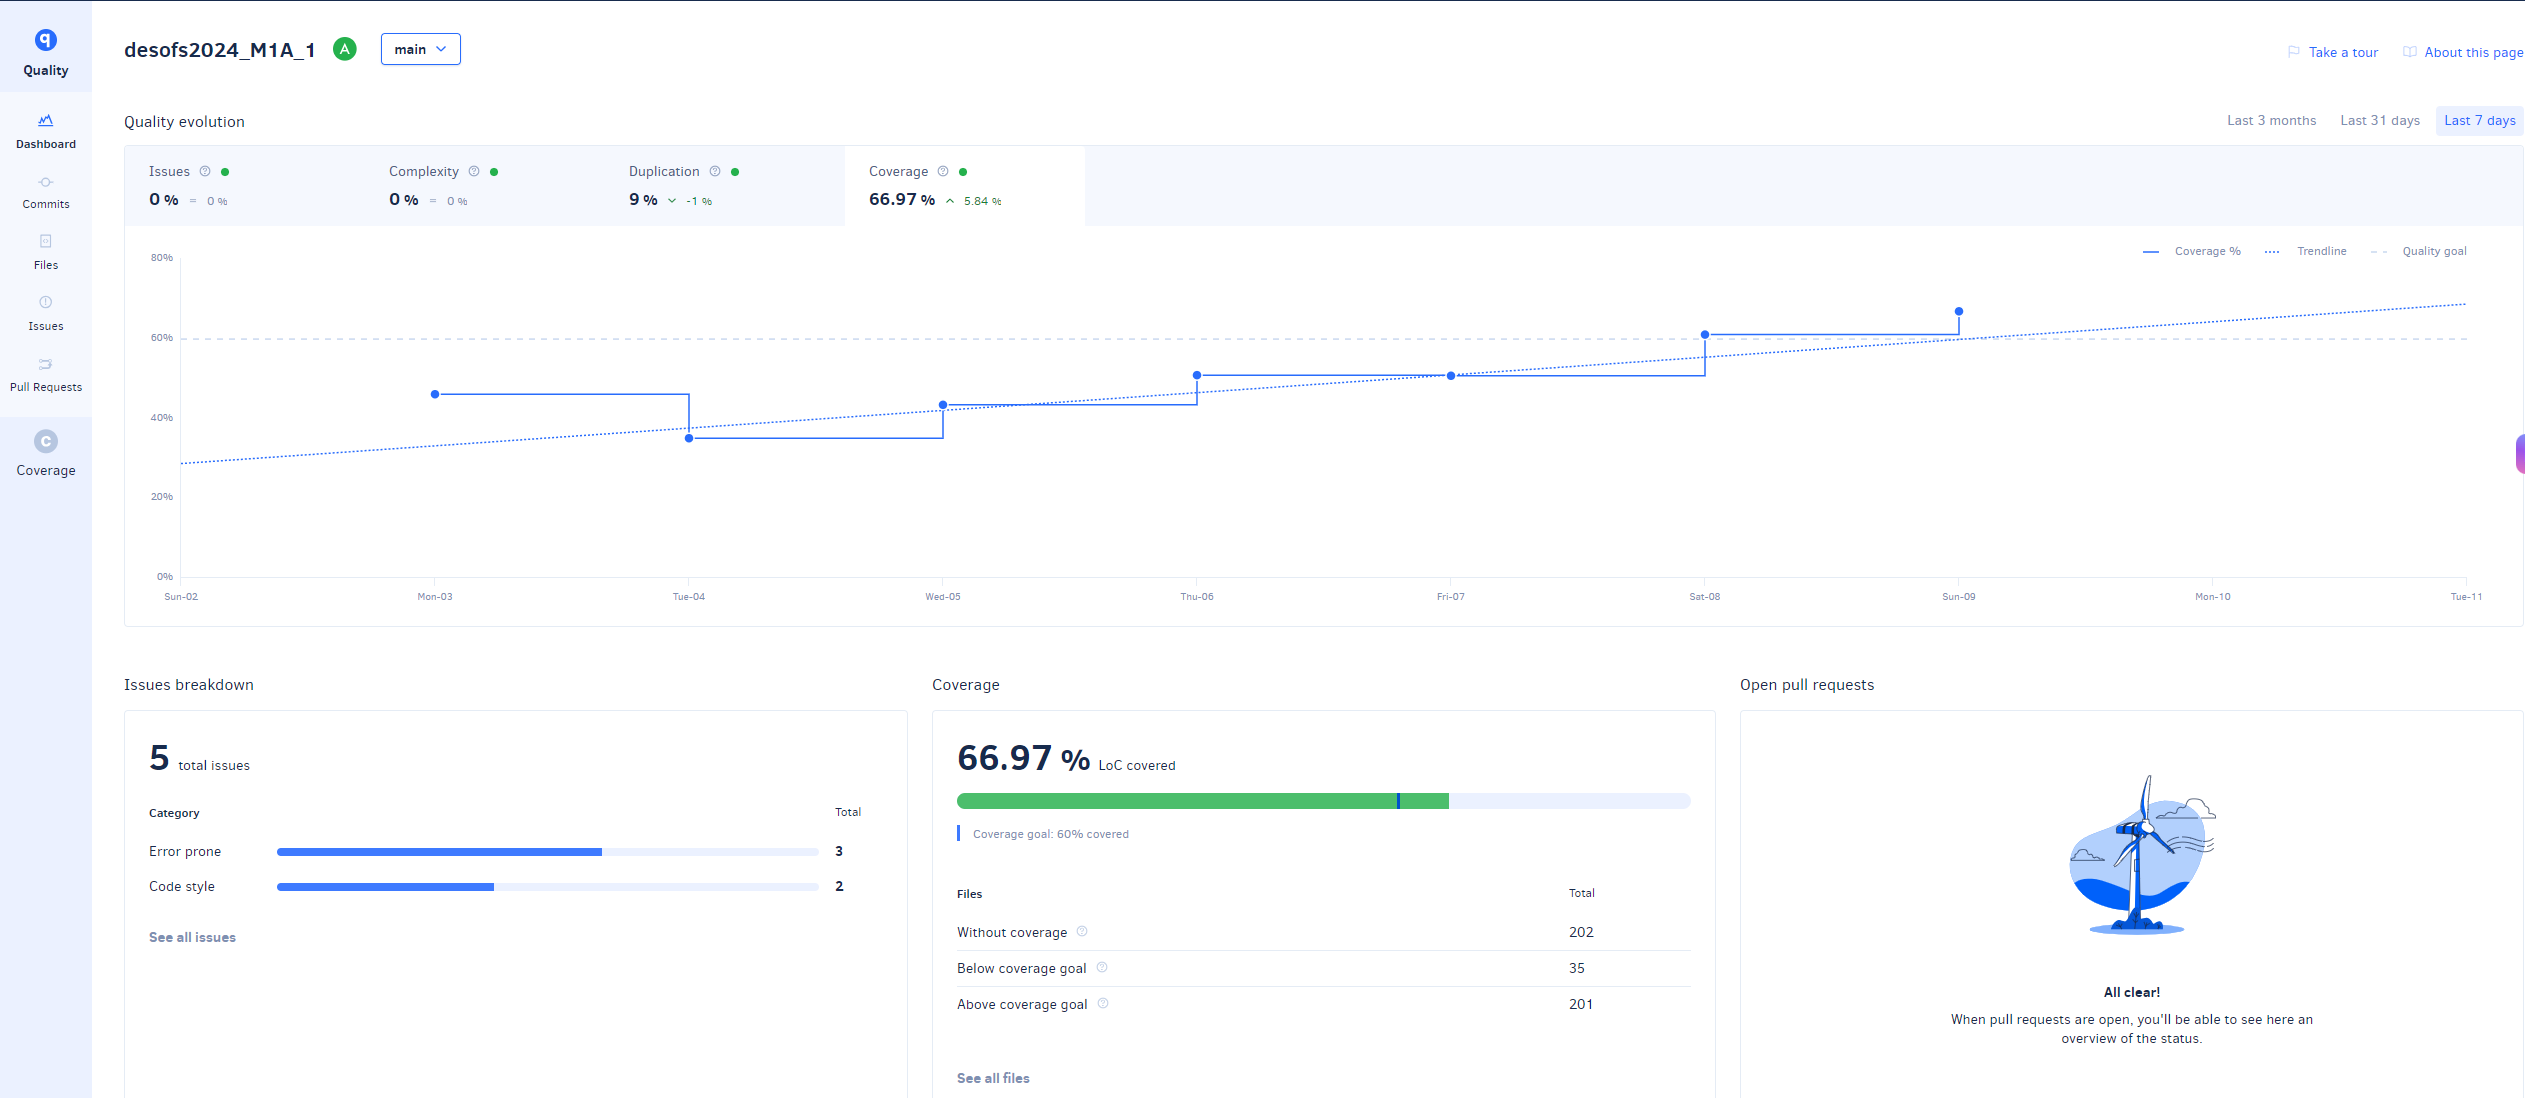 Quality
Dashboard
Commits
Files
Issues
Pull Requests
C
Coverage
desofs2024_M1A_1 A main
Take a tour About this page
Quality evolution
Last 3 months Last 31 days Last 7 days
Issues Complexity Duplication Coverage
0 % = 0 % 0 % = 0 % 9 % -1 % 66.97 % 5.84 %
Coverage % Trendline Quality goal
80%
60%
40%
20%
0%
Sun-02 Mon-03 Tue-04 Wed-05 Thu-06 Fri-07 Sat-08 Sun-09 Mon-10 Tue-11
Issues breakdown
5 total issues
Category Total
Error prone 3
Code style 2
See all issues
Coverage
66.97 % LoC covered
Coverage goal: 60% covered
Files Total
Without coverage 202
Below coverage goal 35
Above coverage goal 201
See all files
Open pull requests
All clear!
When pull requests are open, you'll be able to see here an
overview of the status.